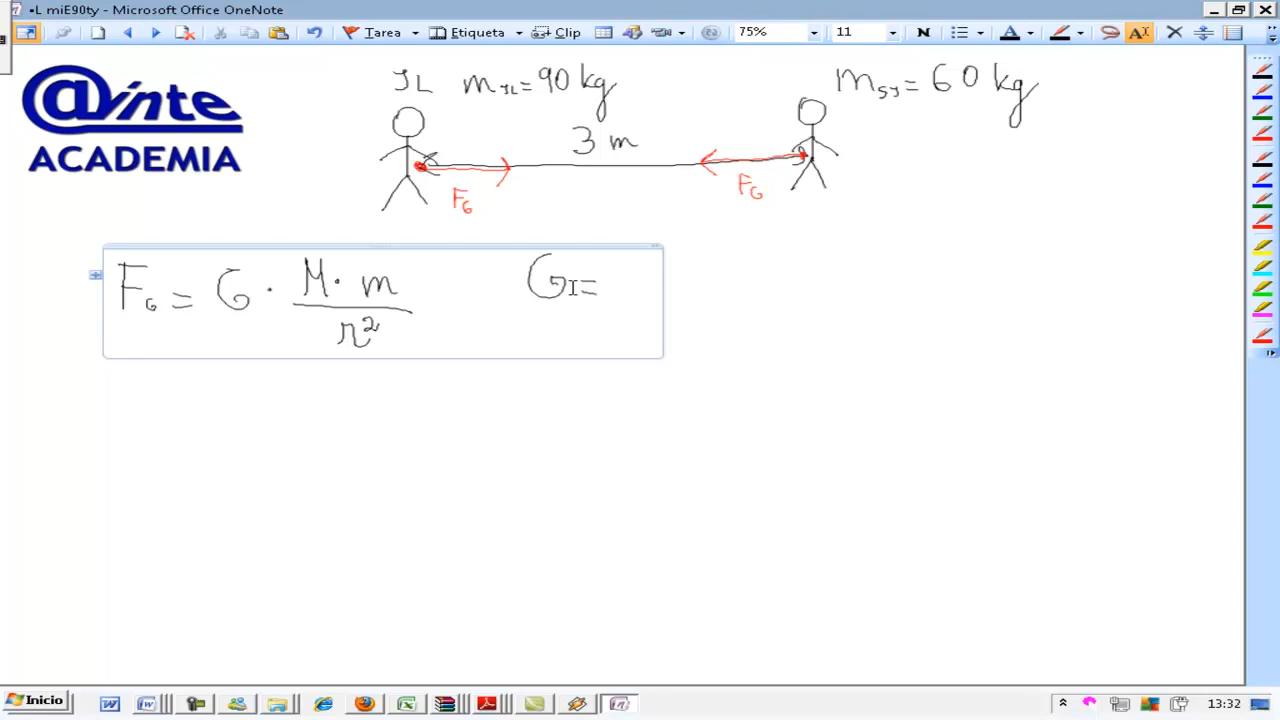 •L miE90ty - Microsoft Office OneNote
Tarea Etiqueta Clip 75% 11 N A A
@inte
ACADEMIA
JL m_JL = 90 kg
m_sj = 60 kg
3 m
F_G
F_G
F_G = G · M · m / r²
G =
Inicio
13:32